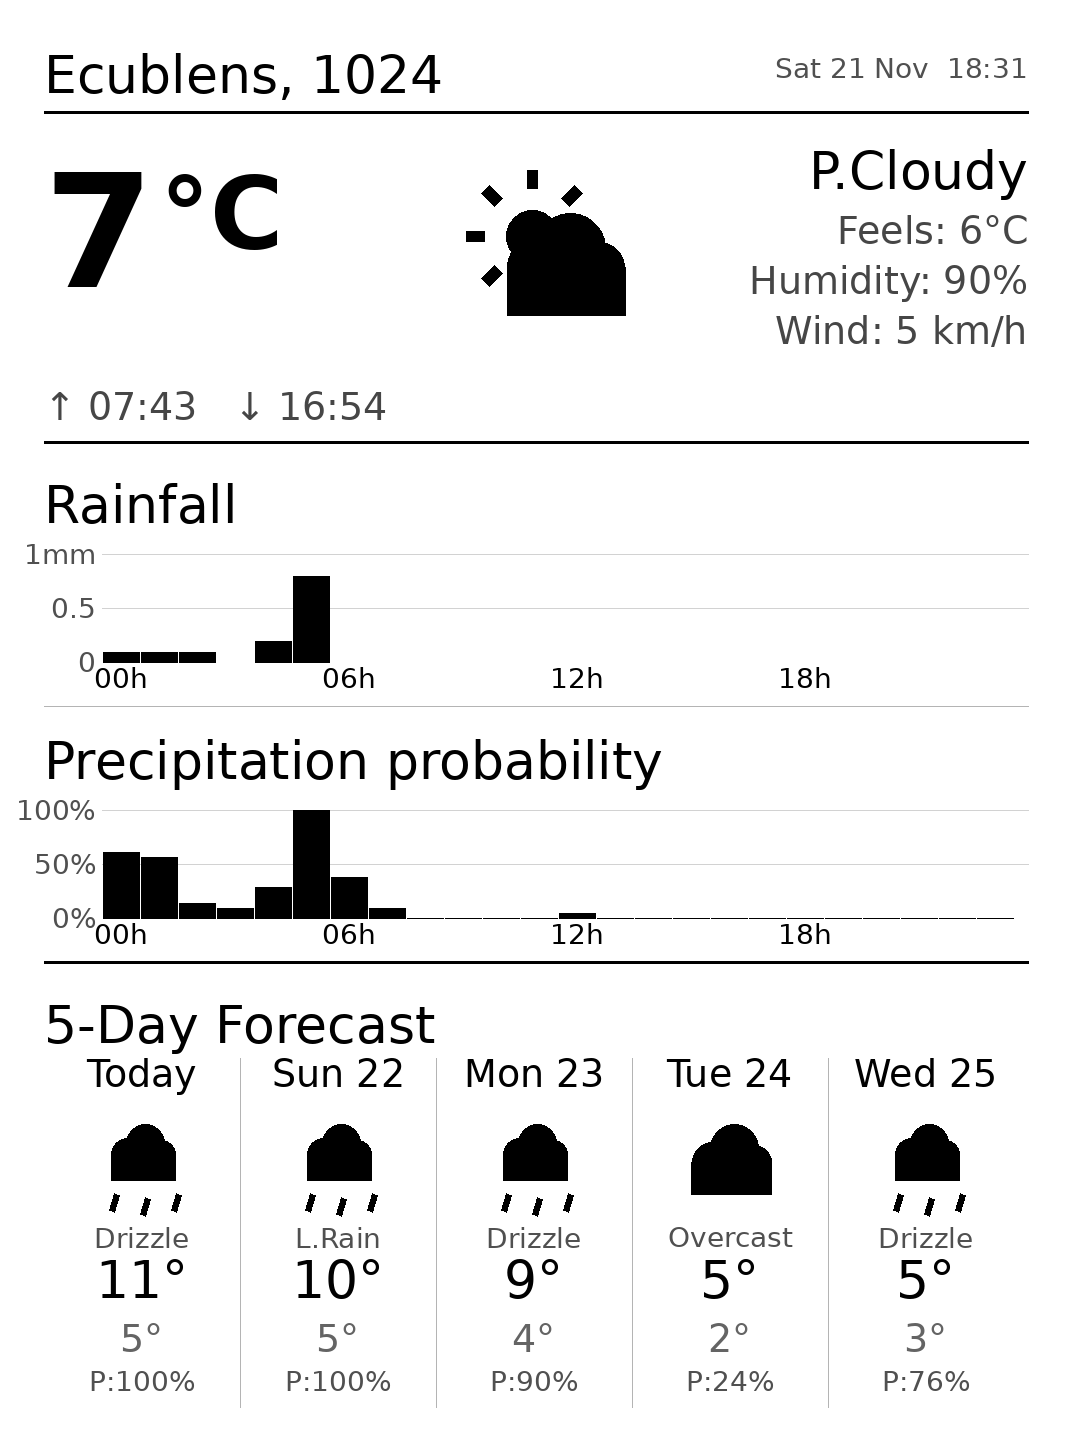 Ecublens, 1024
Sat 21 Nov  18:31
7°C
P.Cloudy
Feels: 6°C
Humidity: 90%
Wind: 5 km/h
↑ 07:43  ↓ 16:54
Rainfall
1mm
0.5
0
00h 06h 12h 18h
Precipitation probability
100%
50%
0%
00h 06h 12h 18h
5-Day Forecast
Today Sun 22 Mon 23 Tue 24 Wed 25
Drizzle L.Rain Drizzle Overcast Drizzle
11° 10° 9° 5° 5°
5° 5° 4° 2° 3°
P:100% P:100% P:90% P:24% P:76%